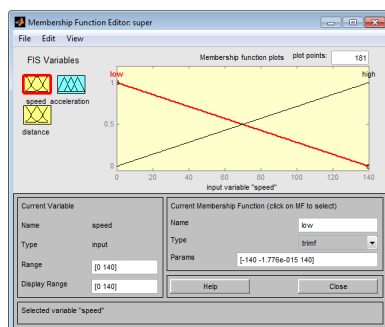 Membership Function Editor: super
File Edit View
FIS Variables
Membership function plots plot points: 181
speed acceleration
distance
low high
1
0.5
0
0 20 40 60 80 100 120 140
input variable "speed"
Current Variable
Name speed
Type input
Range [0 140]
Display Range [0 140]
Current Membership Function (click on MF to select)
Name low
Type trimf
Params [-140 -1.776e-015 140]
Help Close
Selected variable "speed"